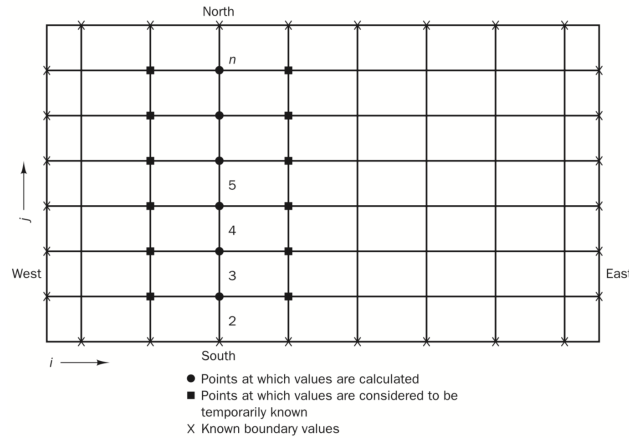 North
n
5
4
j
3
West
East
2
i
South
Points at which values are calculated
Points at which values are considered to be
temporarily known
X Known boundary values